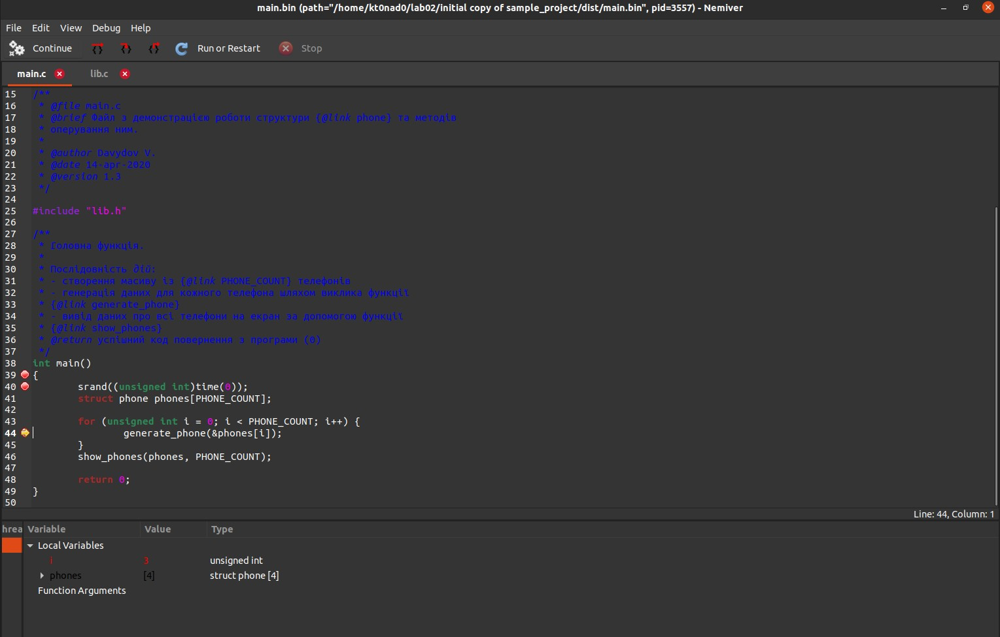 main.bin (path="/home/kt0nad0/lab02/initial copy of sample_project/dist/main.bin", pid=3557) - Nemiver
File Edit View Debug Help
Continue Run or Restart Stop
main.c lib.c
15 /**
16 * @file main.c
17 * @brief Файл з демонстрацією роботи структури {@link phone} та методів
18 * оперування ним.
19 *
20 * @author Davydov V.
21 * @date 14-apr-2020
22 * @version 1.3
23 */
24
25 #include "lib.h"
26
27 /**
28 * Головна функція.
29 *
30 * Послідовність дій:
31 * - створення масиву із {@link PHONE_COUNT} телефонів
32 * - генерація даних для кожного телефона шляхом виклика функції
33 * {@link generate_phone}
34 * - вивід даних про всі телефони на екран за допомогою функції
35 * {@link show_phones}
36 * @return успішний код повернення з програми (0)
37 */
38 int main()
39 {
40 srand((unsigned int)time(0));
41 struct phone phones[PHONE_COUNT];
42
43 for (unsigned int i = 0; i < PHONE_COUNT; i++) {
44 generate_phone(&phones[i]);
45 }
46 show_phones(phones, PHONE_COUNT);
47
48 return 0;
49 }
50
Line: 44, Column: 1
hrea Variable Value Type
Local Variables
i 3 unsigned int
phones [4] struct phone [4]
Function Arguments